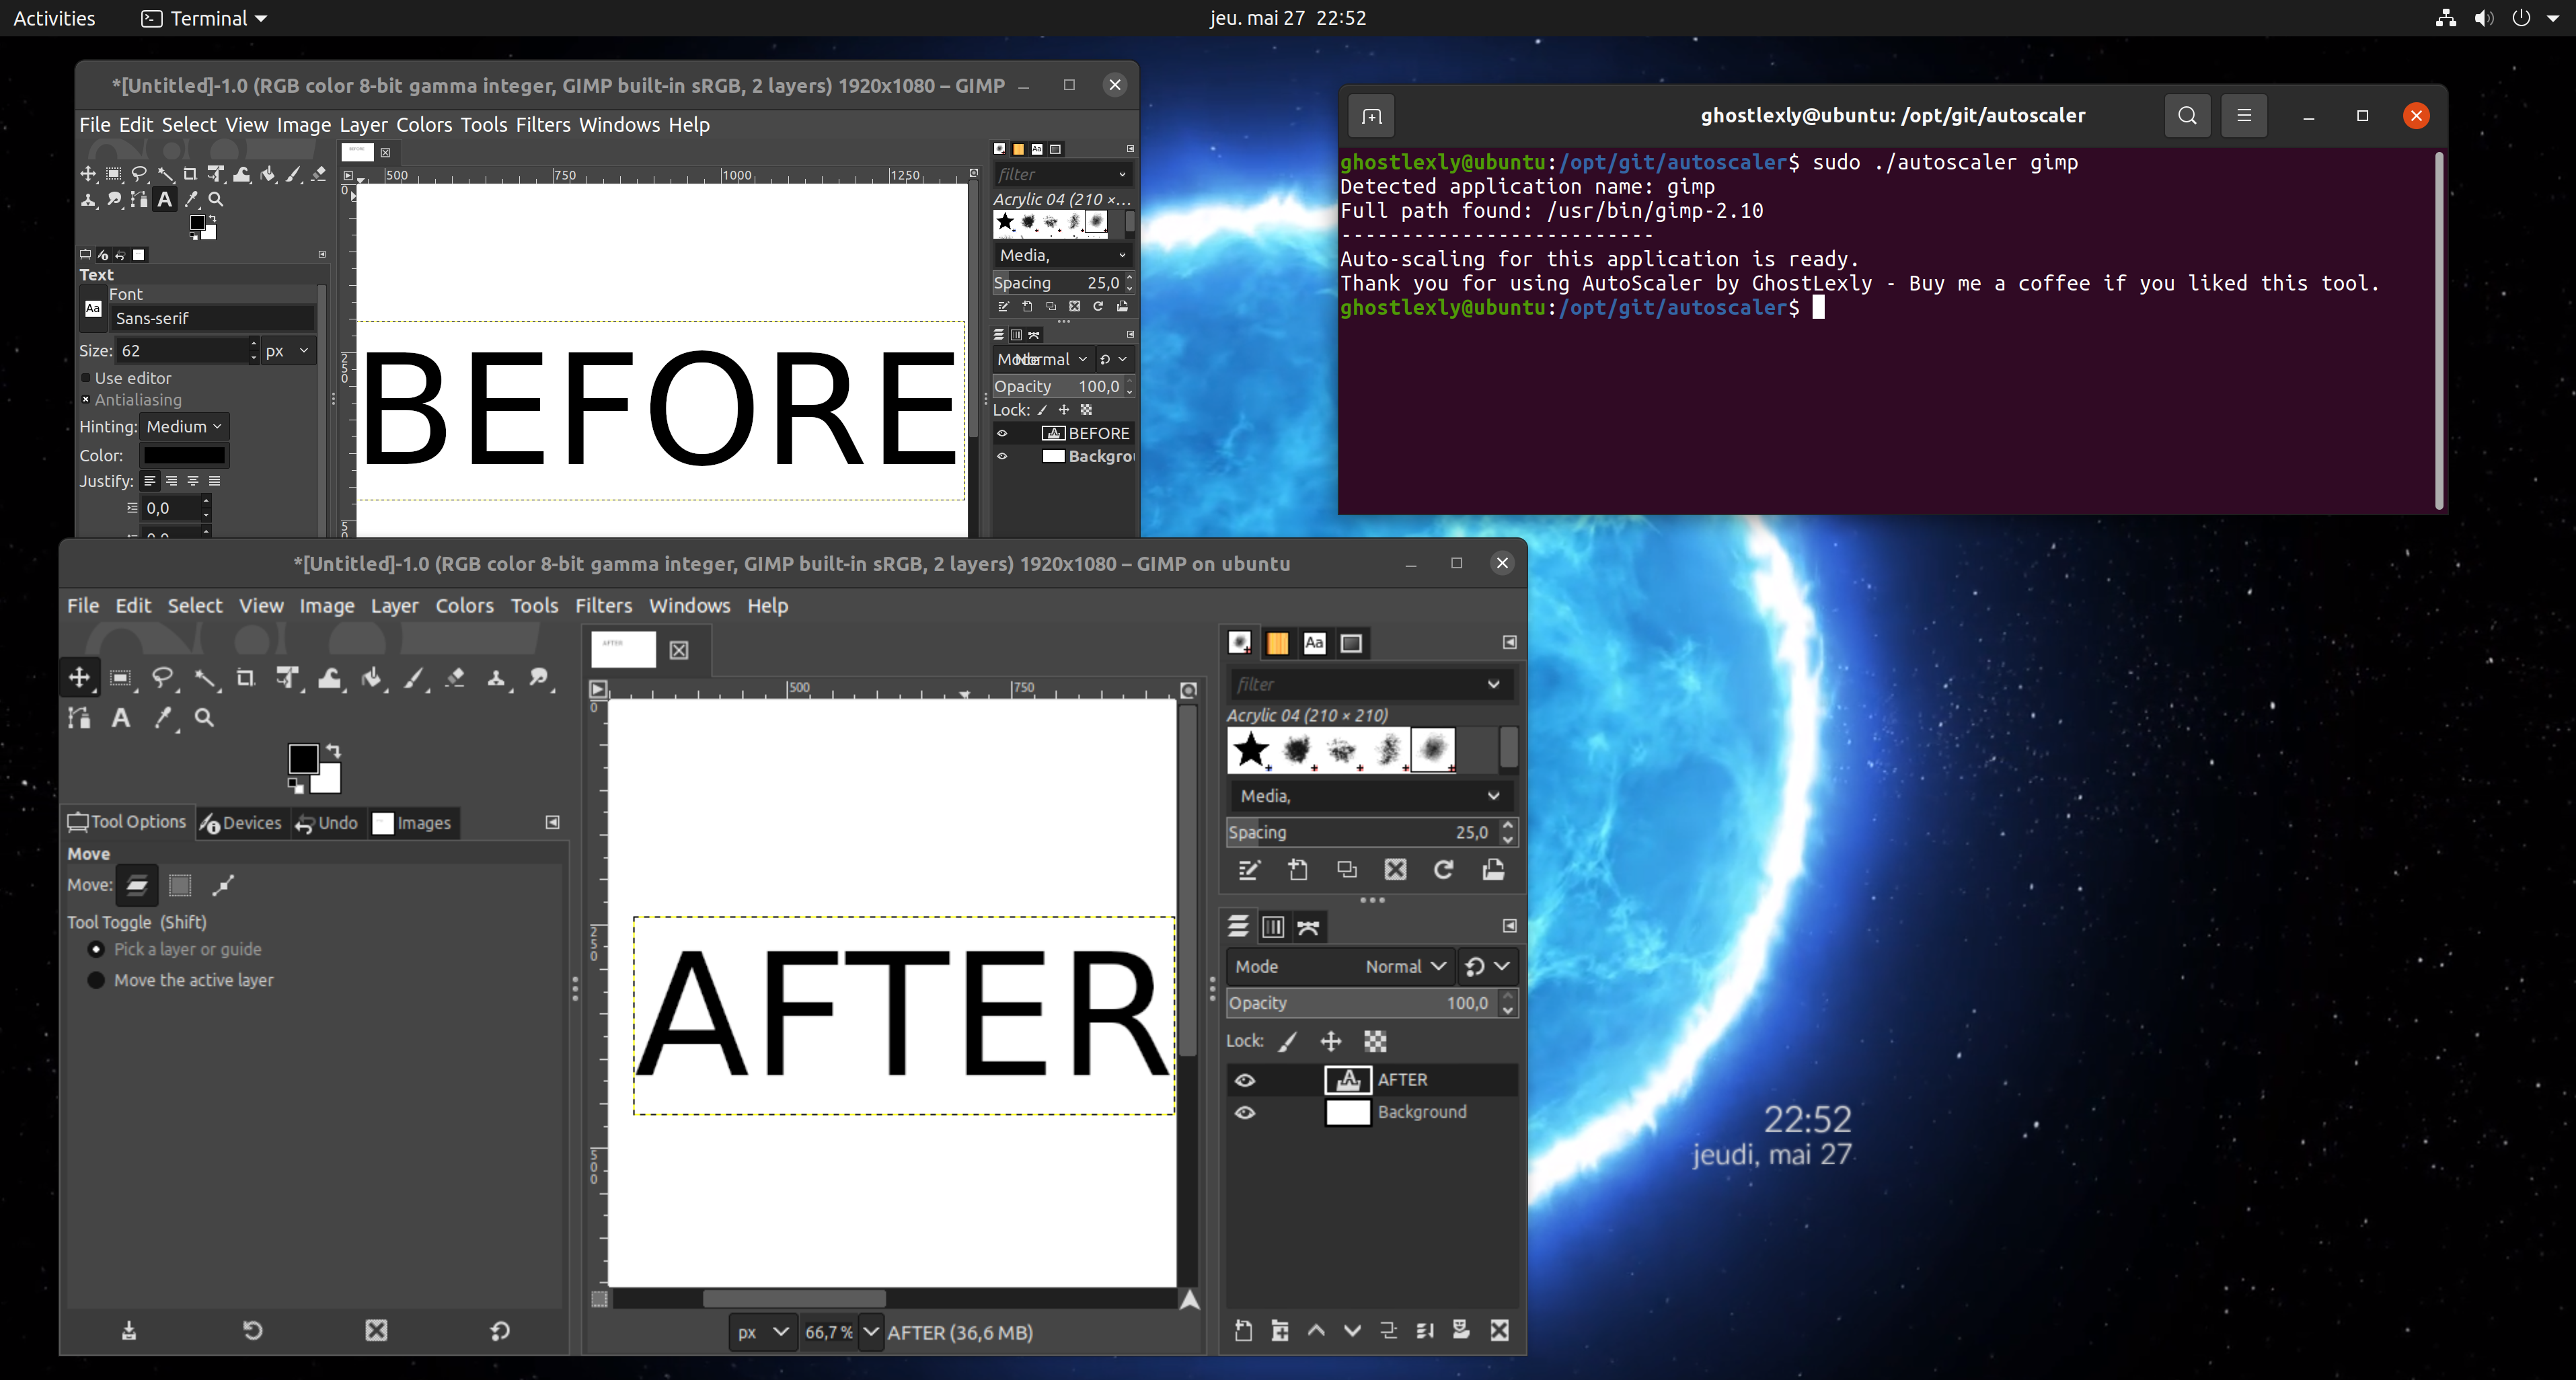 Activities
Terminal
jeu. mai 27 22:52
*[Untitled]-1.0 (RGB color 8-bit gamma integer, GIMP built-in sRGB, 2 layers) 1920x1080 – GIMP
File Edit Select View Image Layer Colors Tools Filters Windows Help
500 750 1000 1250
0
250
Text
Font
Aa
Sans-serif
Size: 62 px
Use editor
Antialiasing
Hinting: Medium
Color:
Justify:
0,0
BEFORE
filter
Acrylic 04 (210 ×...
Media,
Spacing 25,0
Mode Normal
Opacity 100,0
Lock:
BEFORE
ghostlexly@ubuntu: /opt/git/autoscaler
ghostlexly@ubuntu:/opt/git/autoscaler$ sudo ./autoscaler gimp
Detected application name: gimp
Full path found: /usr/bin/gimp-2.10
--------------------------
Auto-scaling for this application is ready.
Thank you for using AutoScaler by GhostLexly - Buy me a coffee if you liked this tool.
ghostlexly@ubuntu:/opt/git/autoscaler$
*[Untitled]-1.0 (RGB color 8-bit gamma integer, GIMP built-in sRGB, 2 layers) 1920x1080 – GIMP on ubuntu
File Edit Select View Image Layer Colors Tools Filters Windows Help
Tool Options Devices Undo Images
Move
Move:
Tool Toggle (Shift)
Pick a layer or guide
Move the active layer
AFTER
500 750
0
250
500
AFTER
px 66,7 % AFTER (36,6 MB)
Aa
filter
Acrylic 04 (210 × 210)
Media,
Spacing 25,0
Mode Normal
Opacity 100,0
Lock:
AFTER
Background
22:52
jeudi, mai 27